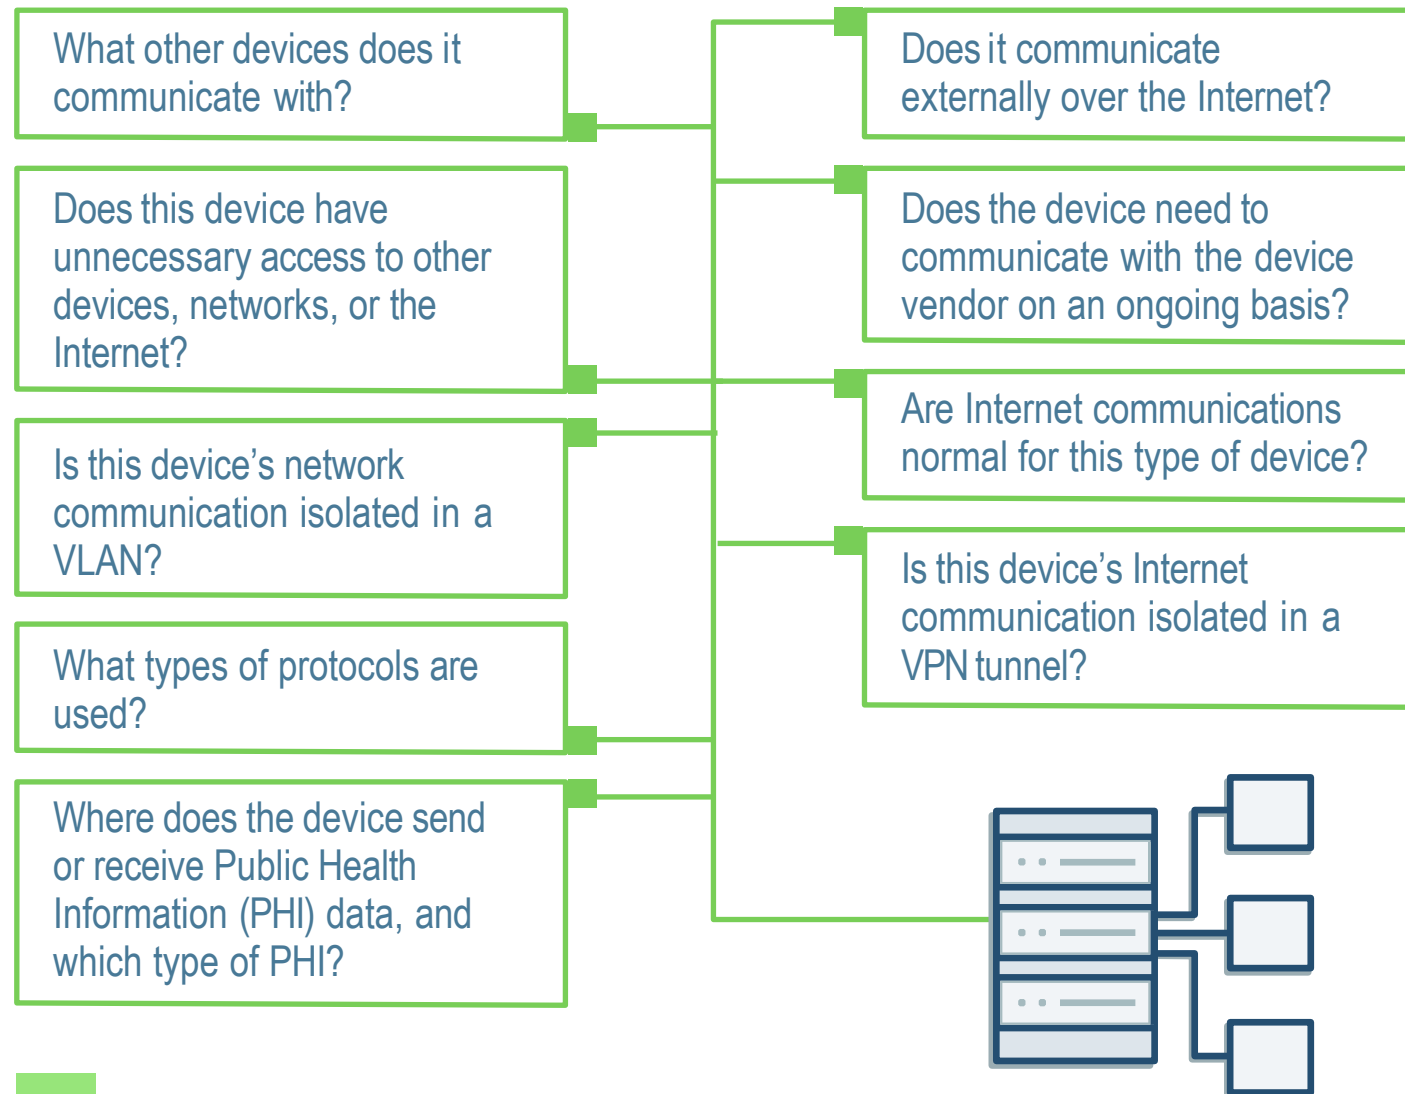 What other devices does it
communicate with?
Does this device have
unnecessary access to other
devices, networks, or the
Internet?
Is this device’s network
communication isolated in a
VLAN?
What types of protocols are
used?
Where does the device send
or receive Public Health
Information (PHI) data, and
which type of PHI?
Does it communicate
externally over the Internet?
Does the device need to
communicate with the device
vendor on an ongoing basis?
Are Internet communications
normal for this type of device?
Is this device’s Internet
communication isolated in a
VPN tunnel?